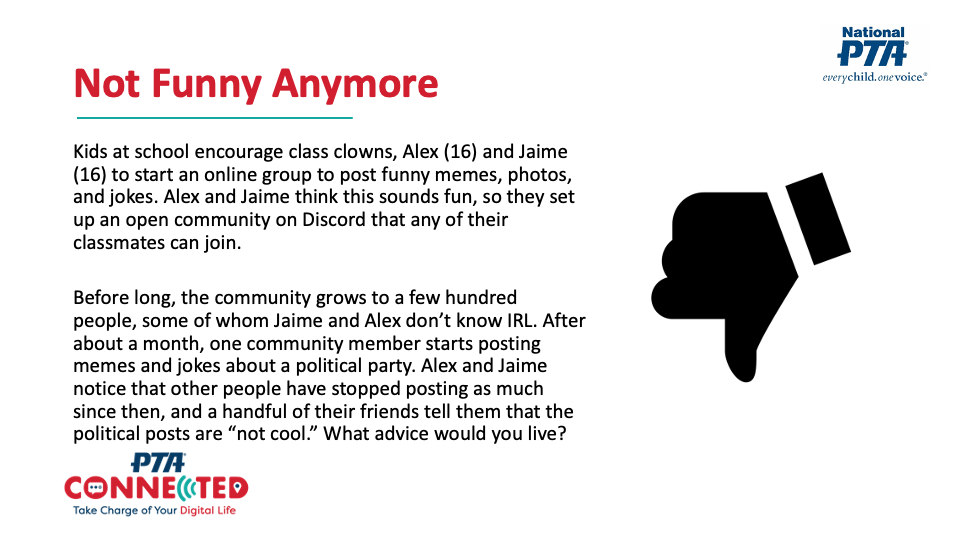 National
PTA®
everychild.onevoice.®
Not Funny Anymore
Kids at school encourage class clowns, Alex (16) and Jaime
(16) to start an online group to post funny memes, photos,
and jokes. Alex and Jaime think this sounds fun, so they set
up an open community on Discord that any of their
classmates can join.
Before long, the community grows to a few hundred
people, some of whom Jaime and Alex don’t know IRL. After
about a month, one community member starts posting
memes and jokes about a political party. Alex and Jaime
notice that other people have stopped posting as much
since then, and a handful of their friends tell them that the
political posts are “not cool.” What advice would you live?
PTA®
CONNECTED
Take Charge of Your Digital Life